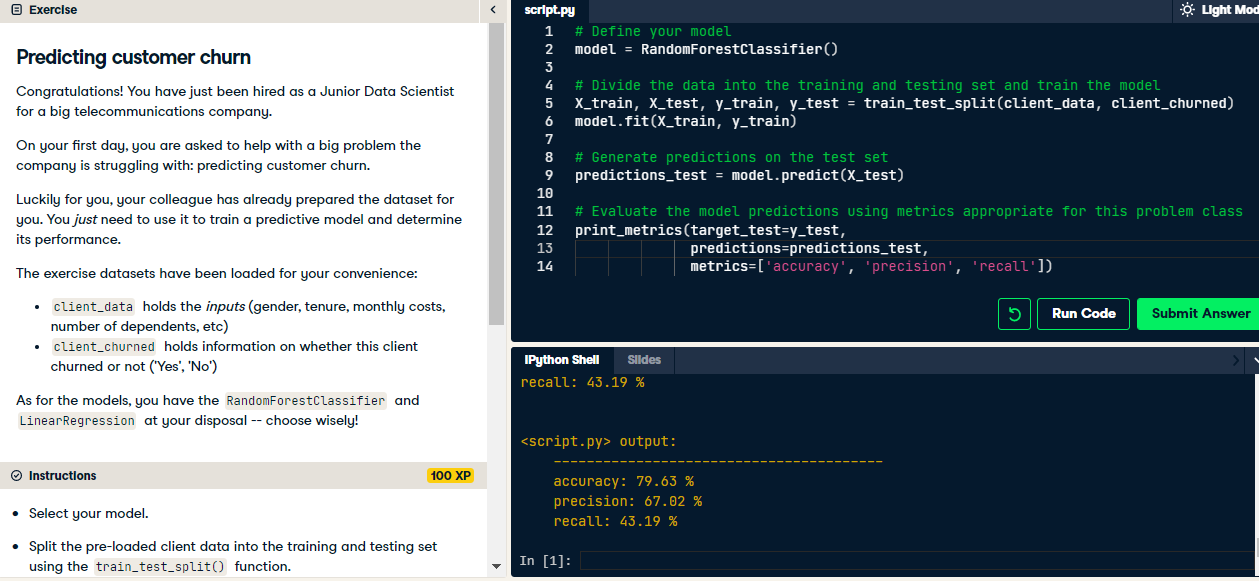 Exercise
Predicting customer churn
Congratulations! You have just been hired as a Junior Data Scientist
for a big telecommunications company.
On your first day, you are asked to help with a big problem the
company is struggling with: predicting customer churn.
Luckily for you, your colleague has already prepared the dataset for
you. You just need to use it to train a predictive model and determine
its performance.
The exercise datasets have been loaded for your convenience:
• client_data holds the inputs (gender, tenure, monthly costs,
number of dependents, etc)
• client_churned holds information on whether this client
churned or not ('Yes', 'No')
As for the models, you have the RandomForestClassifier and
LinearRegression at your disposal -- choose wisely!
Instructions
100 XP
• Select your model.
• Split the pre-loaded client data into the training and testing set
using the train_test_split() function.
script.py
Light Mod
1 # Define your model
2 model = RandomForestClassifier()
3
4 # Divide the data into the training and testing set and train the model
5 X_train, X_test, y_train, y_test = train_test_split(client_data, client_churned)
6 model.fit(X_train, y_train)
7
8 # Generate predictions on the test set
9 predictions_test = model.predict(X_test)
10
11 # Evaluate the model predictions using metrics appropriate for this problem class
12 print_metrics(target_test=y_test,
13 predictions=predictions_test,
14 metrics=['accuracy', 'precision', 'recall'])
Run Code
Submit Answer
IPython Shell
Slides
recall: 43.19 %
<script.py> output:
----------------------------------------
accuracy: 79.63 %
precision: 67.02 %
recall: 43.19 %
In [1]: